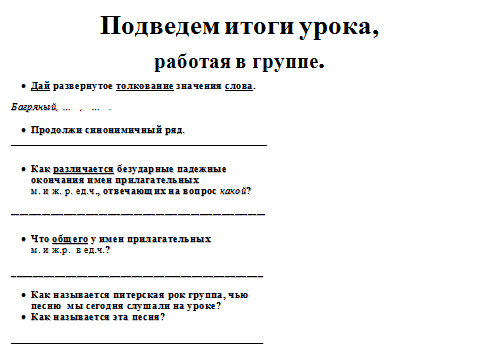 Подведем итоги урока,
работая в группе.
• Дай развернутое толкование значения слова.
Багряный, … , … .
• Продолжи синонимичный ряд.
• Как различается безударные падежные
окончания имен прилагательных
м. и ж. р. ед.ч., отвечающих на вопрос какой?
• Что общего у имен прилагательных
м. и ж.р. в ед.ч.?
• Как называется питерская рок группа, чью
песню мы сегодня слушали на уроке?
• Как называется эта песня?